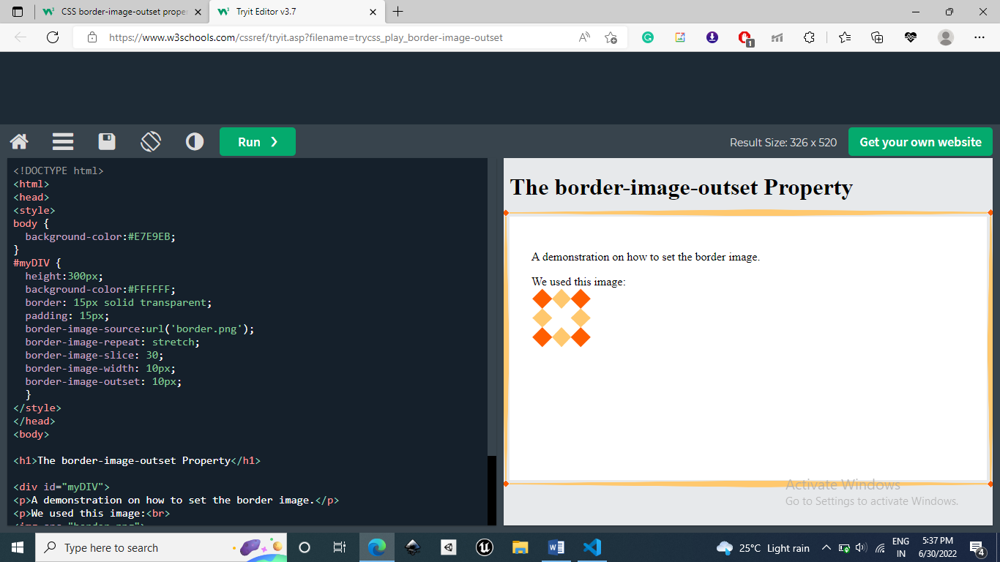 CSS border-image-outset proper
Tryit Editor v3.7
https://www.w3schools.com/cssref/tryit.asp?filename=trycss_play_border-image-outset
1
Run ❯
Result Size: 326 x 520
Get your own website
<!DOCTYPE html>
<html>
<head>
<style>
body {
  background-color:#E7E9EB;
}
#myDIV {
  height:300px;
  background-color:#FFFFFF;
  border: 15px solid transparent;
  padding: 15px;
  border-image-source:url('border.png');
  border-image-repeat: stretch;
  border-image-slice: 30;
  border-image-width: 10px;
  border-image-outset: 10px;
  }
</style>
</head>
<body>
<h1>The border-image-outset Property</h1>
<div id="myDIV">
<p>A demonstration on how to set the border image.</p>
<p>We used this image:<br>
<img src="border.png">
The border-image-outset Property
A demonstration on how to set the border image.
We used this image:
Activate Windows
Go to Settings to activate Windows.
Type here to search
25°C Light rain
ENG
IN
5:37 PM
6/30/2022
4